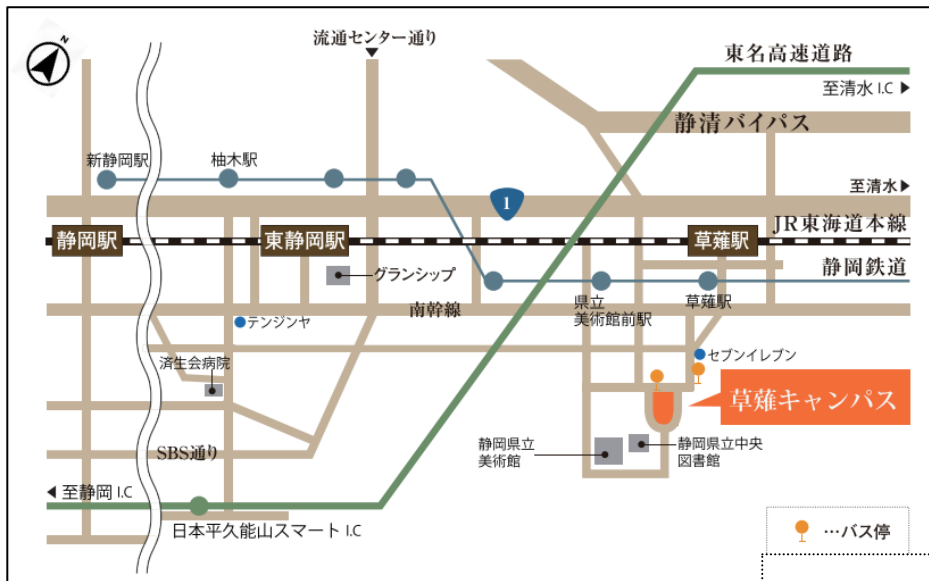 N
流通センター通り
東名高速道路
至清水 I.C
静清バイパス
新静岡駅
柚木駅
至清水
1
JR東海道本線
静岡駅
東静岡駅
草薙駅
静岡鉄道
グランシップ
南幹線
県立
美術館前駅
草薙駅
テンジンヤ
済生会病院
セブンイレブン
草薙キャンパス
SBS通り
静岡県立
美術館
静岡県立中央
図書館
至静岡 I.C
日本平久能山スマート I.C
…バス停